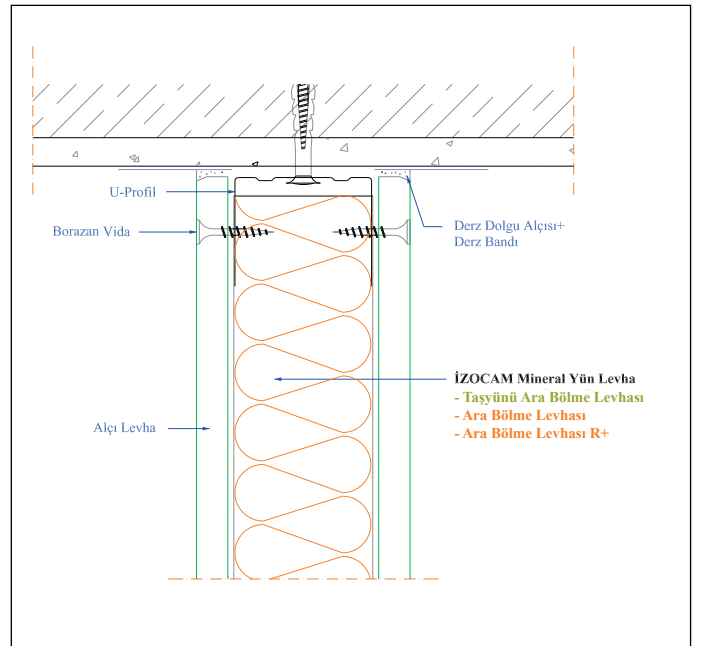 U-Profil
Borazan Vida
Derz Dolgu Alçısı+
Derz Bandı
İZOCAM Mineral Yün Levha
- Taşyünü Ara Bölme Levhası
- Ara Bölme Levhası
- Ara Bölme Levhası R+
Alçı Levha